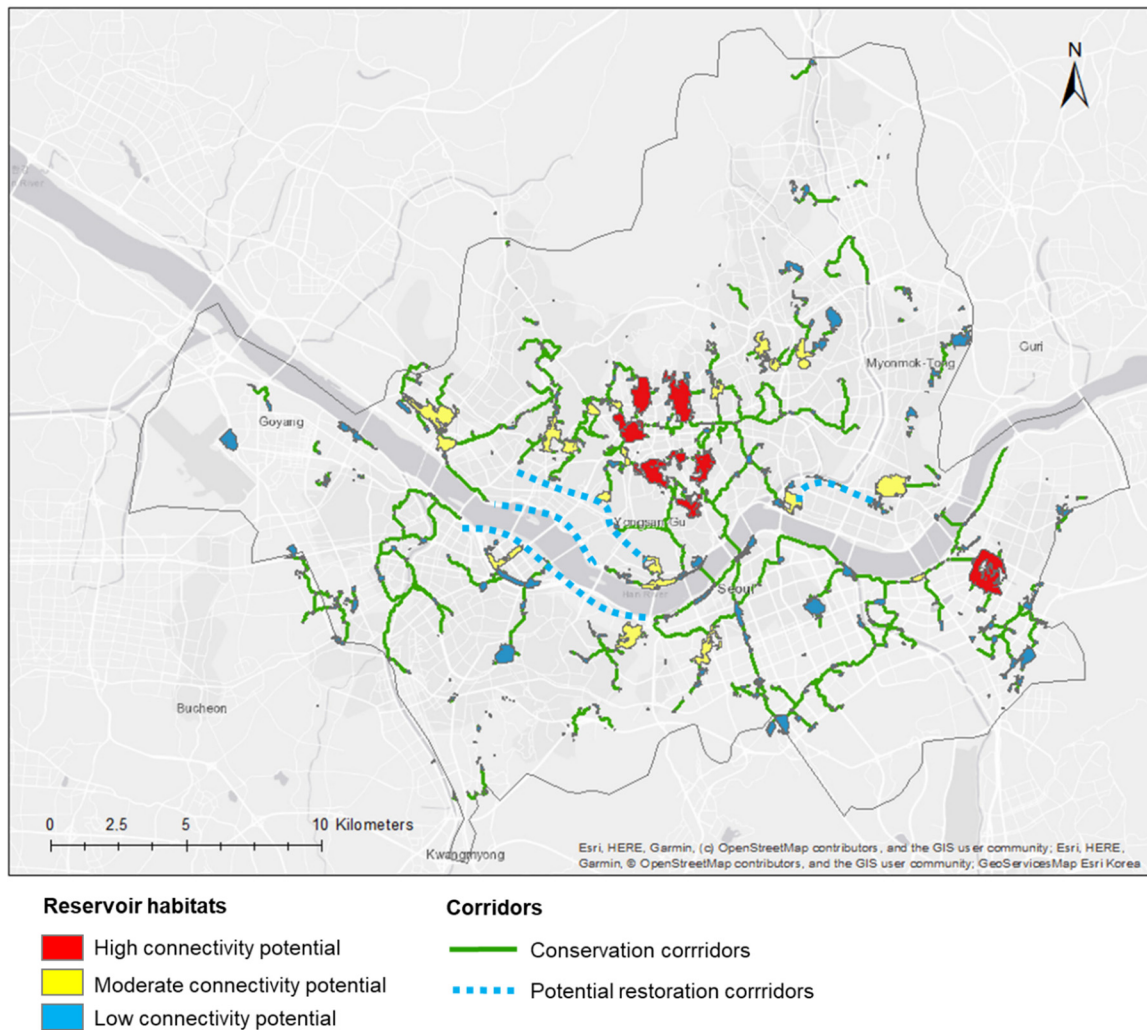 N
Guri
Myonmok-Tong
Goyang
Yongsan-Gu
Han River
Seoul
Bucheon
0 2.5 5 10 Kilometers
Kwangmyong
Esri, HERE, Garmin, (c) OpenStreetMap contributors, and the GIS user community; Esri, HERE,
Garmin, © OpenStreetMap contributors, and the GIS user community; GeoServicesMap Esri Korea
Reservoir habitats
High connectivity potential
Moderate connectivity potential
Low connectivity potential
Corridors
Conservation corrridors
Potential restoration corrridors